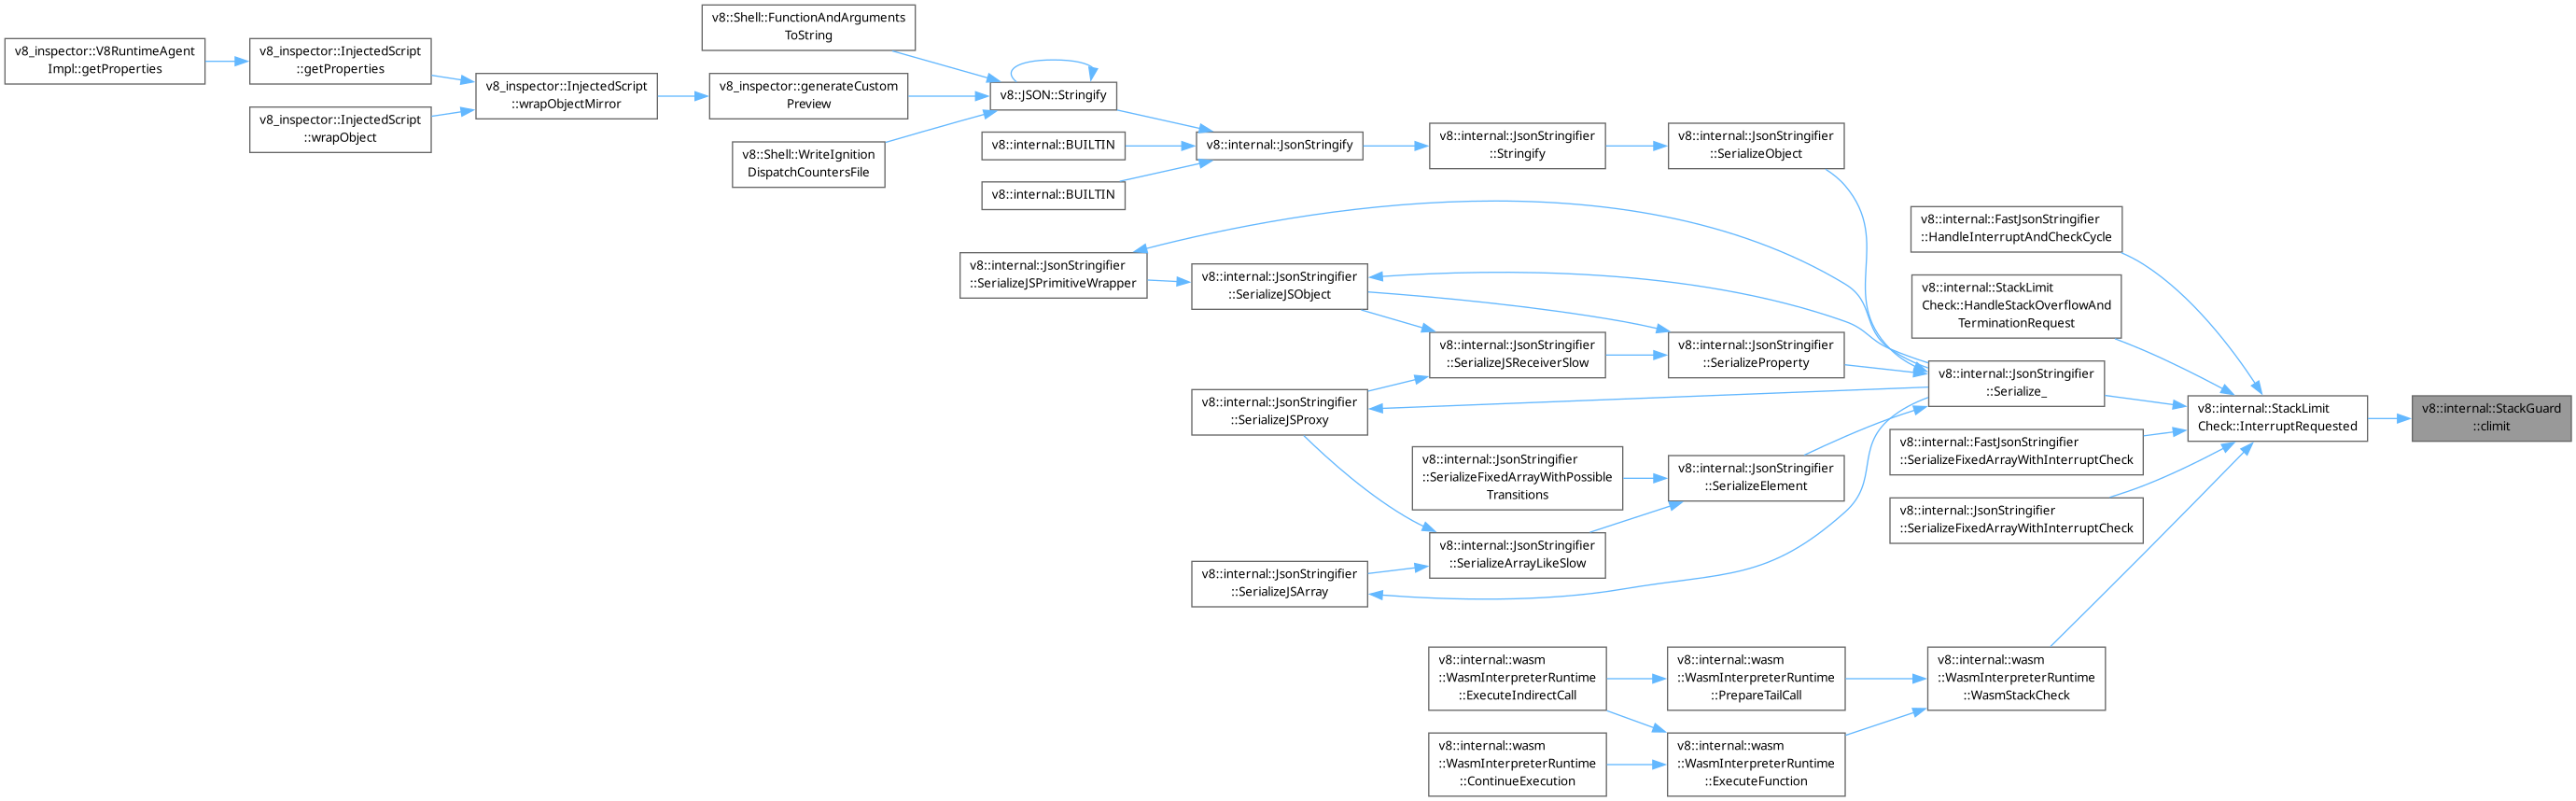 v8::Shell::FunctionAndArguments
ToString
v8_inspector::V8RuntimeAgent
Impl::getProperties
v8_inspector::InjectedScript
::getProperties
v8_inspector::InjectedScript
::wrapObject
v8_inspector::InjectedScript
::wrapObjectMirror
v8_inspector::generateCustom
Preview
v8::Shell::WriteIgnition
DispatchCountersFile
v8::JSON::Stringify
v8::internal::BUILTIN
v8::internal::BUILTIN
v8::internal::JsonStringify
v8::internal::JsonStringifier
::Stringify
v8::internal::JsonStringifier
::SerializeObject
v8::internal::JsonStringifier
::SerializeJSPrimitiveWrapper
v8::internal::JsonStringifier
::SerializeJSObject
v8::internal::JsonStringifier
::SerializeJSReceiverSlow
v8::internal::JsonStringifier
::SerializeProperty
v8::internal::JsonStringifier
::SerializeJSProxy
v8::internal::JsonStringifier
::SerializeFixedArrayWithPossible
Transitions
v8::internal::JsonStringifier
::SerializeElement
v8::internal::JsonStringifier
::SerializeArrayLikeSlow
v8::internal::JsonStringifier
::SerializeJSArray
v8::internal::FastJsonStringifier
::HandleInterruptAndCheckCycle
v8::internal::StackLimit
Check::HandleStackOverflowAnd
TerminationRequest
v8::internal::JsonStringifier
::Serialize_
v8::internal::FastJsonStringifier
::SerializeFixedArrayWithInterruptCheck
v8::internal::JsonStringifier
::SerializeFixedArrayWithInterruptCheck
v8::internal::StackLimit
Check::InterruptRequested
v8::internal::StackGuard
::climit
v8::internal::wasm
::WasmInterpreterRuntime
::ExecuteIndirectCall
v8::internal::wasm
::WasmInterpreterRuntime
::PrepareTailCall
v8::internal::wasm
::WasmInterpreterRuntime
::WasmStackCheck
v8::internal::wasm
::WasmInterpreterRuntime
::ContinueExecution
v8::internal::wasm
::WasmInterpreterRuntime
::ExecuteFunction